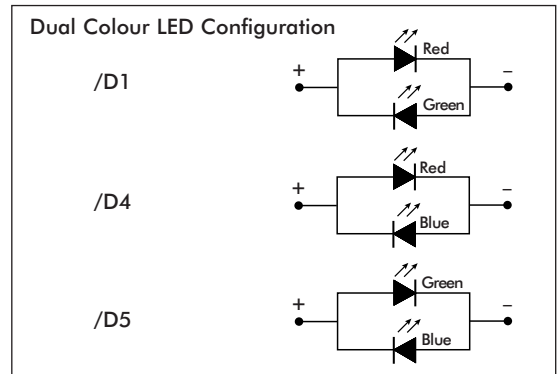 Dual Colour LED Configuration
/D1
+
Red
–
Green
/D4
+
Red
–
Blue
/D5
+
Green
–
Blue